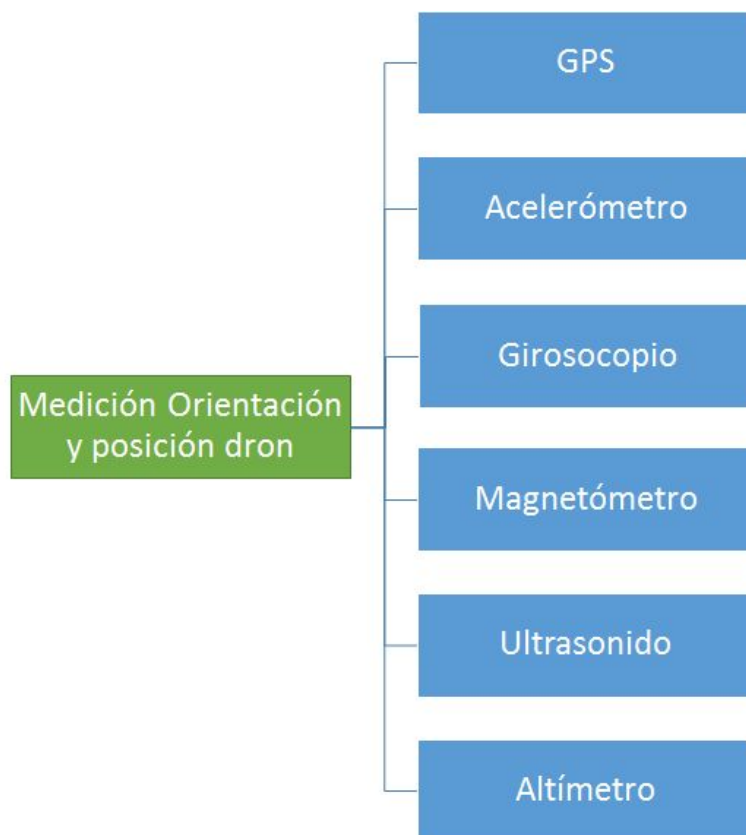 GPS
Acelerómetro
Girosocopio
Medición Orientación
y posición dron
Magnetómetro
Ultrasonido
Altímetro